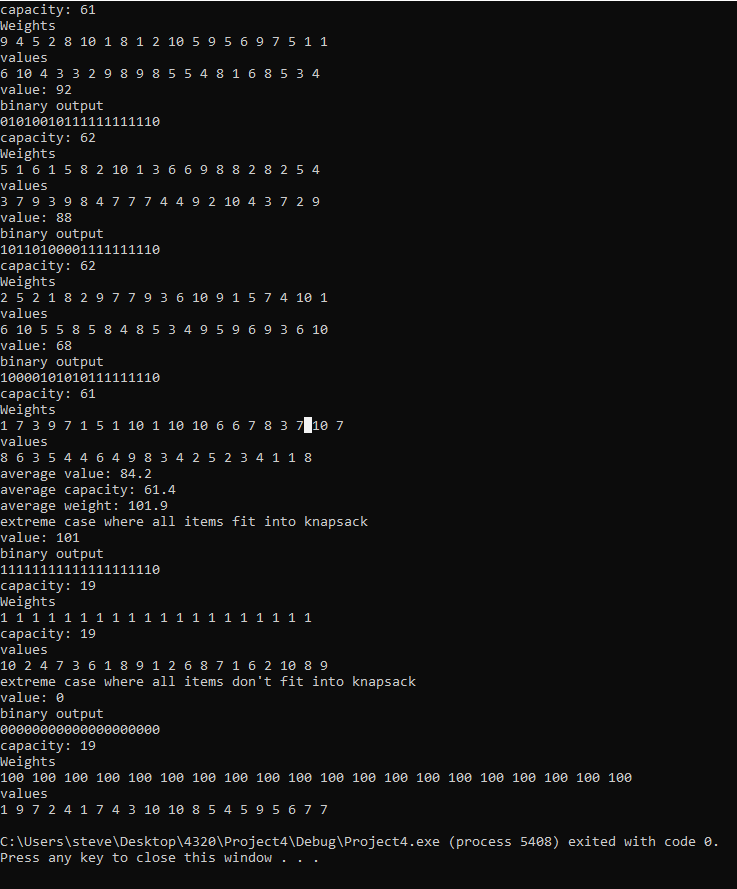 capacity: 61
Weights
9 4 5 2 8 10 1 8 1 2 10 5 9 5 6 9 7 5 1 1
values
6 10 4 3 3 2 9 8 9 8 5 5 4 8 1 6 8 5 3 4
value: 92
binary output
01010010111111111110
capacity: 62
Weights
5 1 6 1 5 8 2 10 1 3 6 6 9 8 8 2 8 2 5 4
values
3 7 9 3 9 8 4 7 7 7 4 4 9 2 10 4 3 7 2 9
value: 88
binary output
10110100001111111110
capacity: 62
Weights
2 5 2 1 8 2 9 7 7 9 3 6 10 9 1 5 7 4 10 1
values
6 10 5 5 8 5 8 4 8 5 3 4 9 5 9 6 9 3 6 10
value: 68
binary output
10000101010111111110
capacity: 61
Weights
1 7 3 9 7 1 5 1 10 1 10 10 6 6 7 8 3 7 10 7
values
8 6 3 5 4 4 6 4 9 8 3 4 2 5 2 3 4 1 1 8
average value: 84.2
average capacity: 61.4
average weight: 101.9
extreme case where all items fit into knapsack
value: 101
binary output
11111111111111111110
capacity: 19
Weights
1 1 1 1 1 1 1 1 1 1 1 1 1 1 1 1 1 1 1 1
capacity: 19
values
10 2 4 7 3 6 1 8 9 1 2 6 8 7 1 6 2 10 8 9
extreme case where all items don't fit into knapsack
value: 0
binary output
00000000000000000000
capacity: 19
Weights
100 100 100 100 100 100 100 100 100 100 100 100 100 100 100 100 100 100 100 100
values
1 9 7 2 4 1 7 4 3 10 10 8 5 4 5 9 5 6 7 7
C:\Users\steve\Desktop\4320\Project4\Debug\Project4.exe (process 5408) exited with code 0.
Press any key to close this window . . .